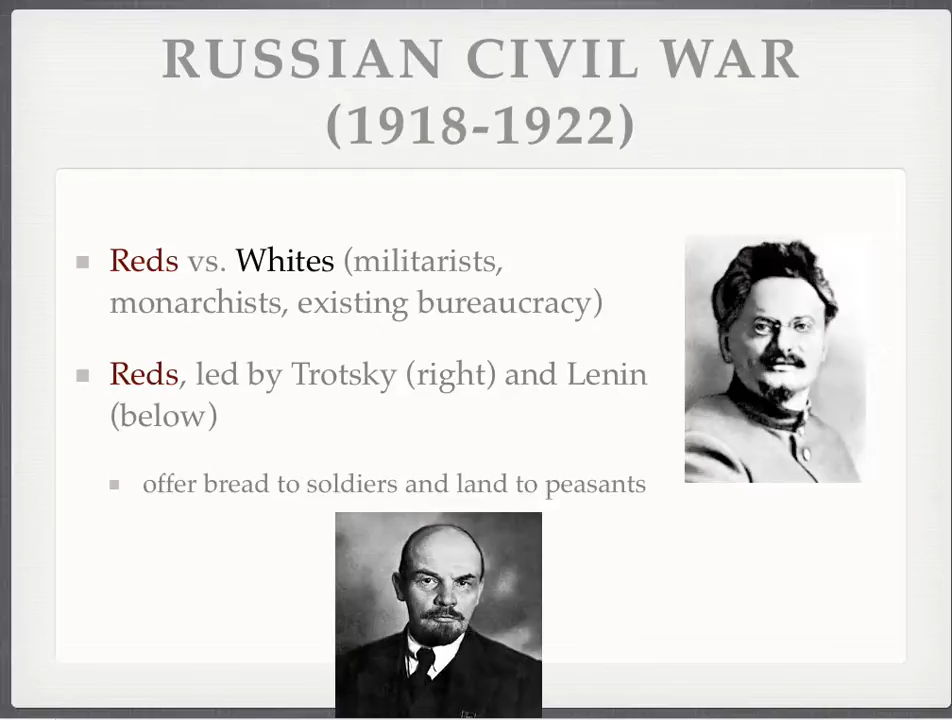 RUSSIAN CIVIL WAR
(1918-1922)
Reds vs. Whites (militarists,
monarchists, existing bureaucracy)
Reds, led by Trotsky (right) and Lenin
(below)
offer bread to soldiers and land to peasants